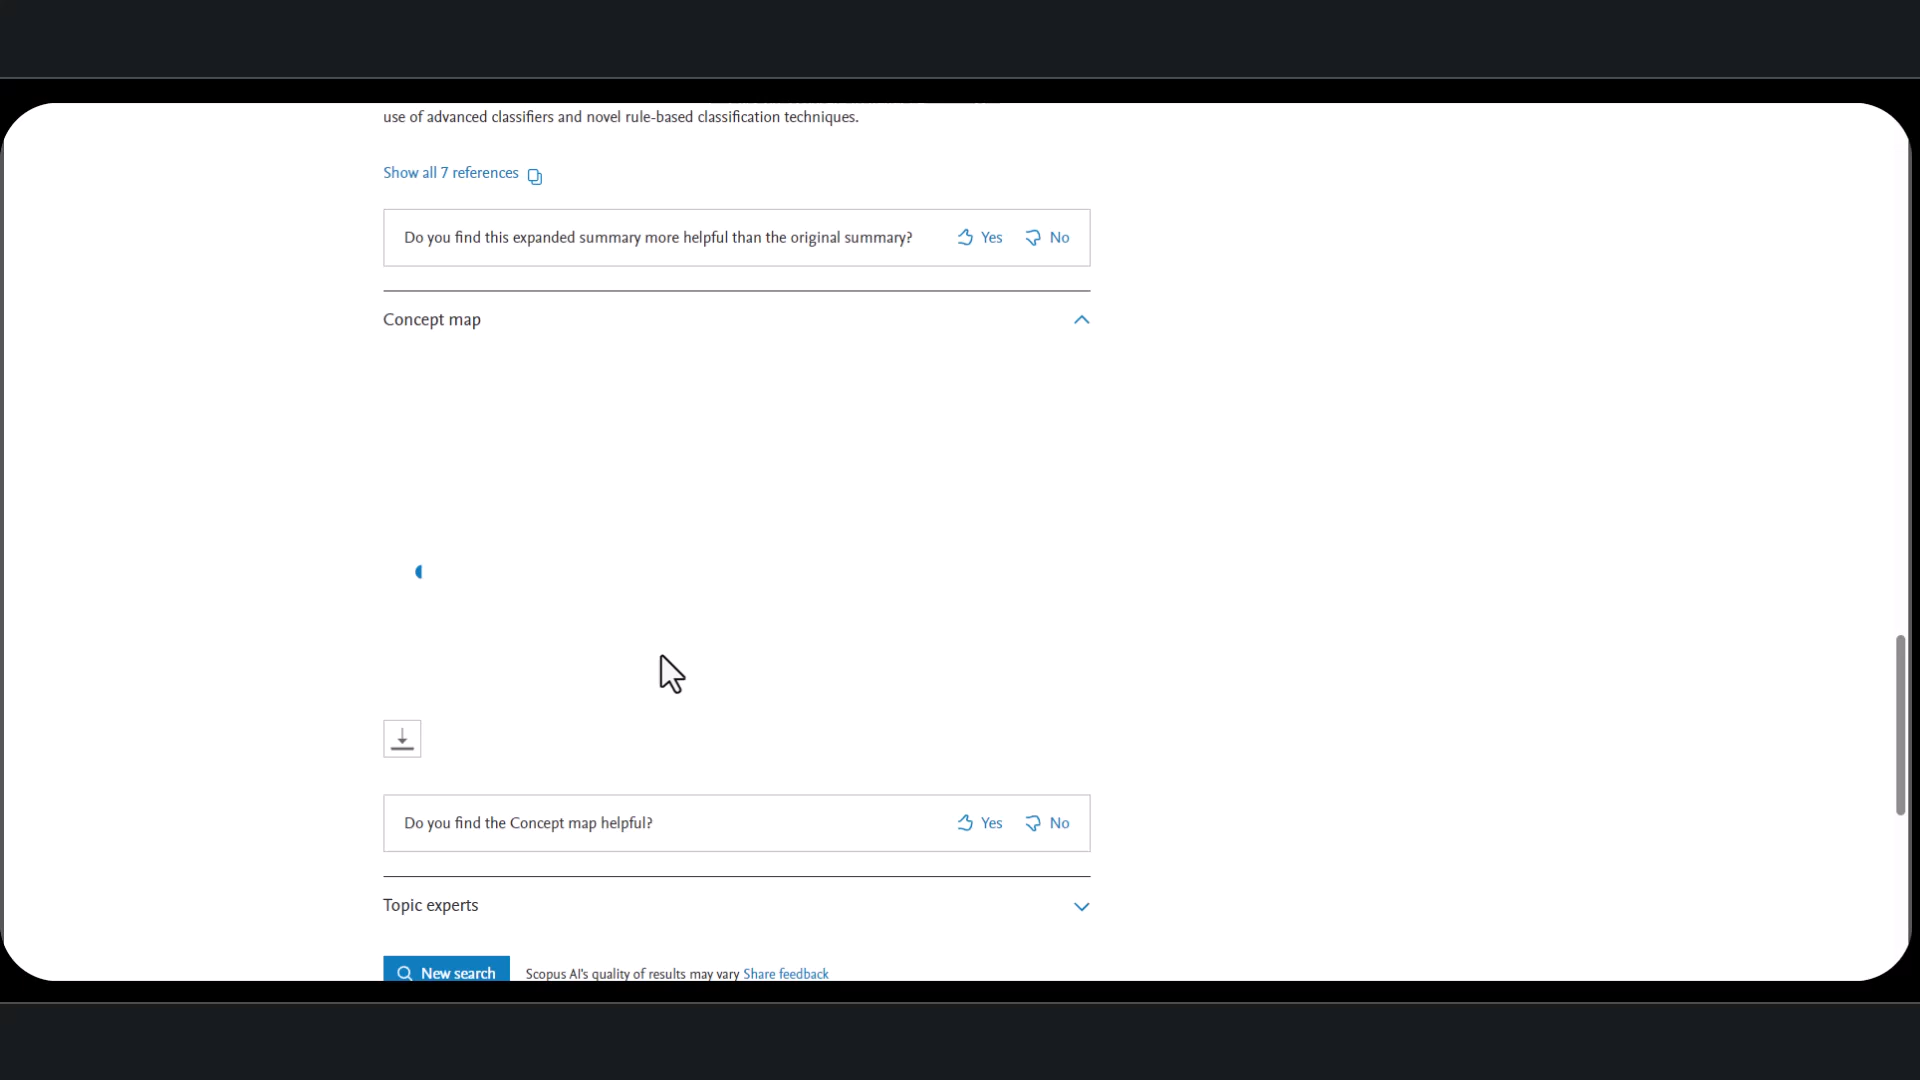 use of advanced classifiers and novel rule-based classification techniques.
Show all 7 references
Do you find this expanded summary more helpful than the original summary? Yes No
Concept map
Do you find the Concept map helpful? Yes No
Topic experts
New search Scopus AI's quality of results may vary Share feedback